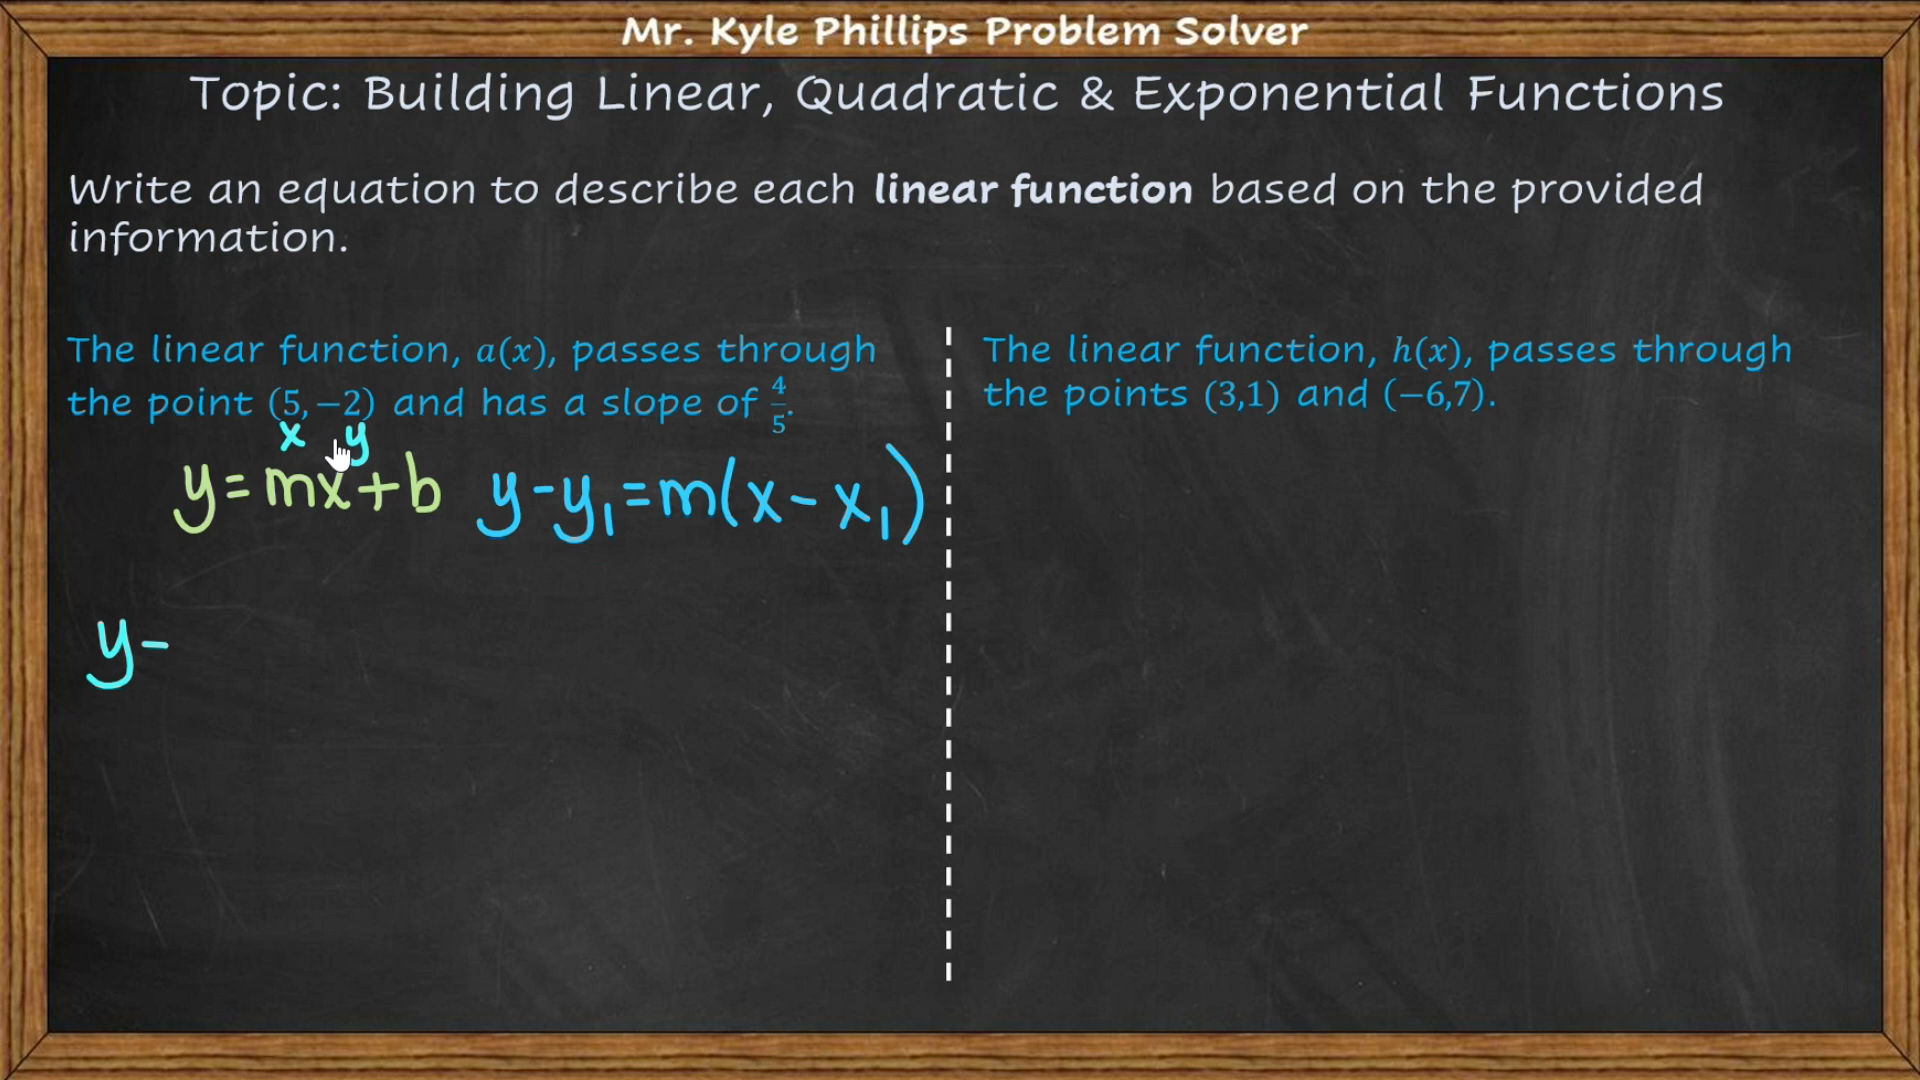 Mr. Kyle Phillips Problem Solver
Topic: Building Linear, Quadratic & Exponential Functions
Write an equation to describe each linear function based on the provided
information.
The linear function, a(x), passes through
the point (5,−2) and has a slope of 4/5.
x y
y=mx+b y-y₁=m(x-x₁)
y-
The linear function, h(x), passes through
the points (3,1) and (−6,7).